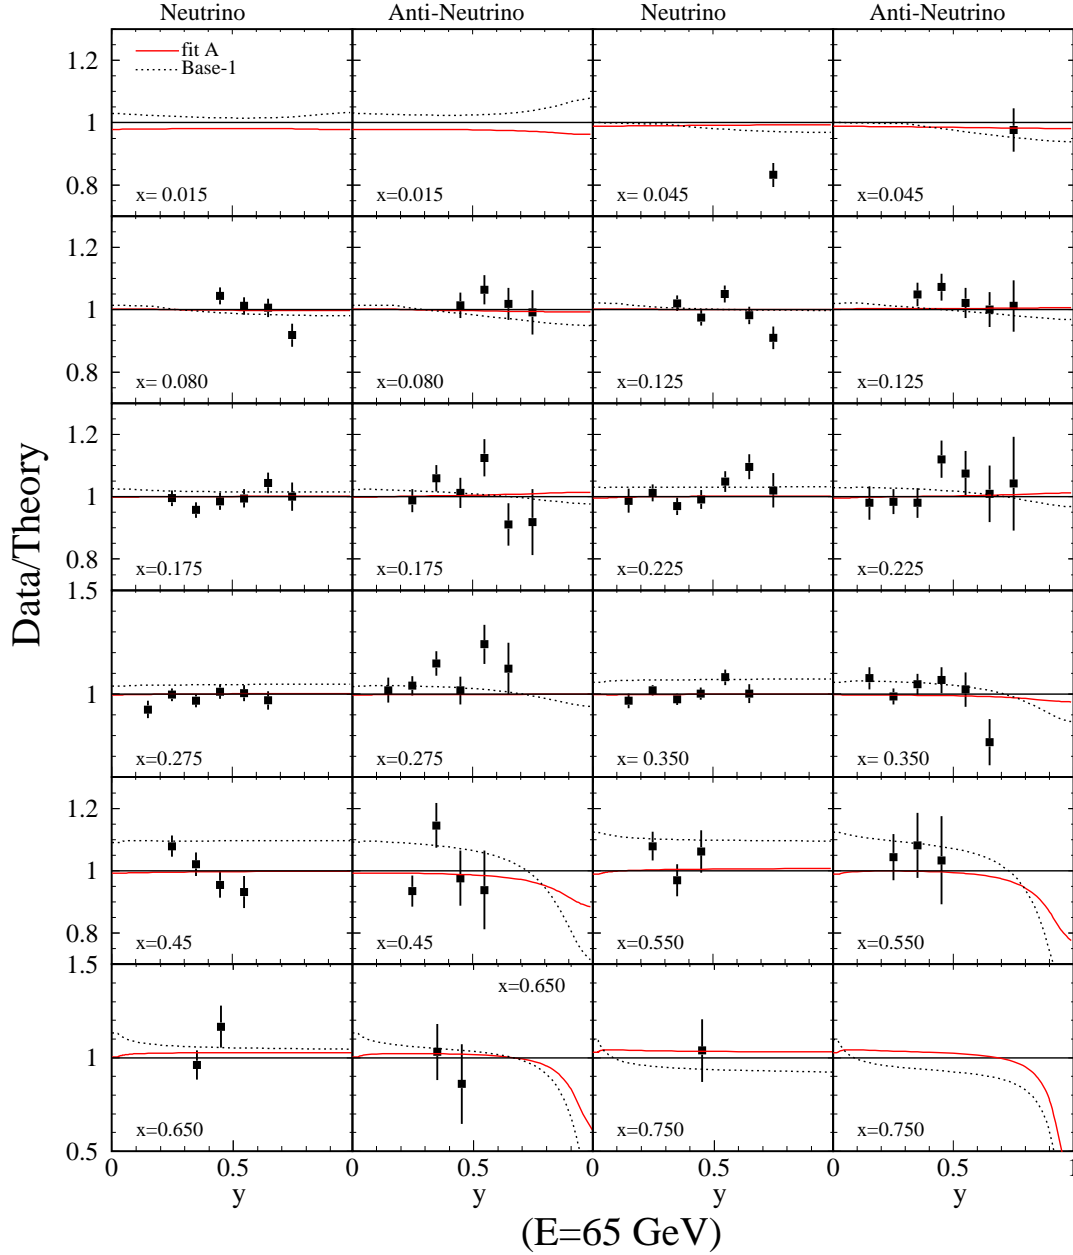 Neutrino Anti-Neutrino Neutrino Anti-Neutrino
fit A
Base-1
1.2
1
0.8
x= 0.015 x=0.015 x=0.045 x=0.045
1.2
1
0.8
x= 0.080 x=0.080 x=0.125 x=0.125
1.2
1
0.8
x=0.175 x=0.175 x=0.225 x=0.225
Data/Theory
1.5
1
x=0.275 x=0.275 x= 0.350 x= 0.350
1.2
1
0.8
x=0.45 x=0.45 x=0.550 x=0.550
1.5
x=0.650
1
x=0.650 x=0.750 x=0.750
0.5
0 0.5 0 0.5 0 0.5 0 0.5 1
y y y y
(E=65 GeV)